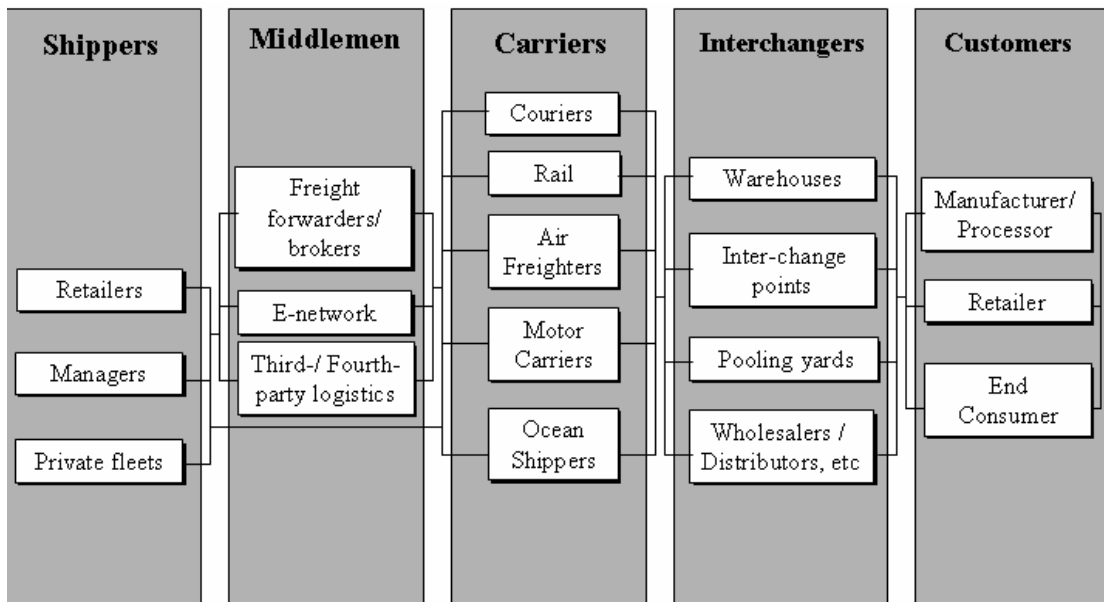 Shippers
Retailers
Managers
Private fleets
Middlemen
Freight
forwarders/
brokers
E-network
Third-/ Fourth-
party logistics
Carriers
Couriers
Rail
Air
Freighters
Motor
Carriers
Ocean
Shippers
Interchangers
Warehouses
Inter-change
points
Pooling yards
Wholesalers /
Distributors, etc
Customers
Manufacturer/
Processor
Retailer
End
Consumer